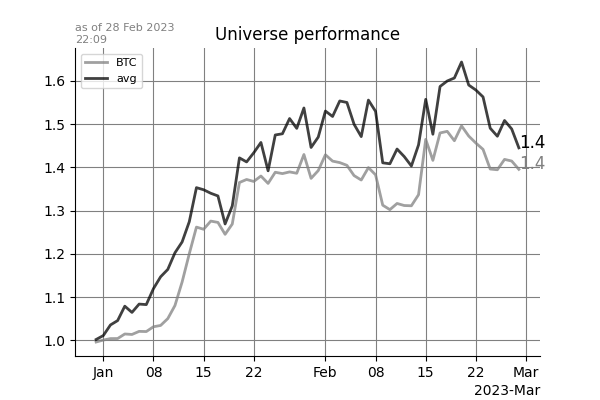 as of 28 Feb 2023
22:09
Universe performance
BTC
avg
1.6
1.5
1.4
1.3
1.2
1.1
1.0
1.4
1.4
Jan 08 15 22 Feb 08 15 22 Mar
2023-Mar